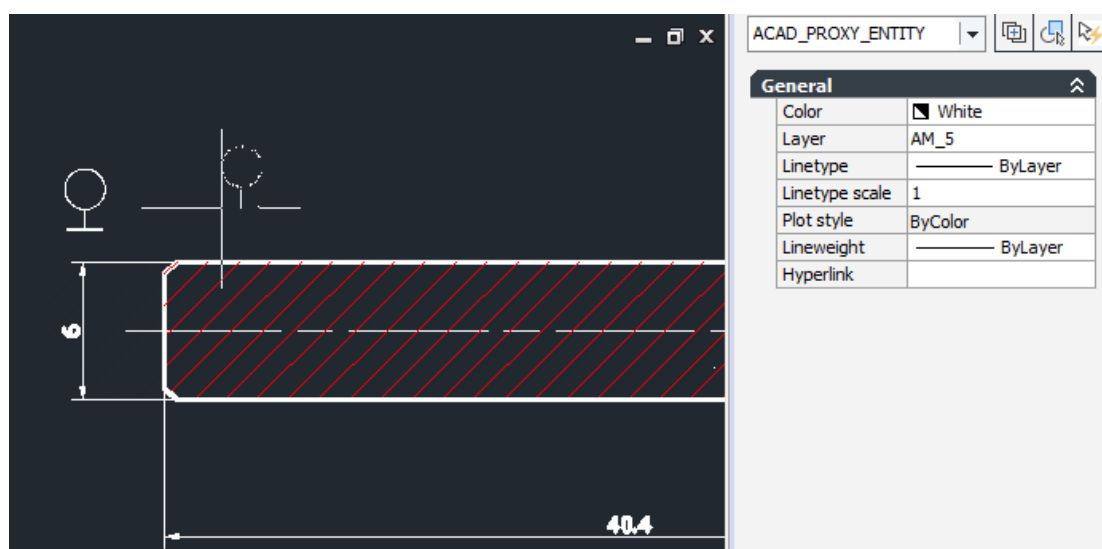 ACAD_PROXY_ENTITY
General
Color White
Layer AM_5
Linetype ByLayer
Linetype scale 1
Plot style ByColor
Lineweight ByLayer
Hyperlink
6
40.4